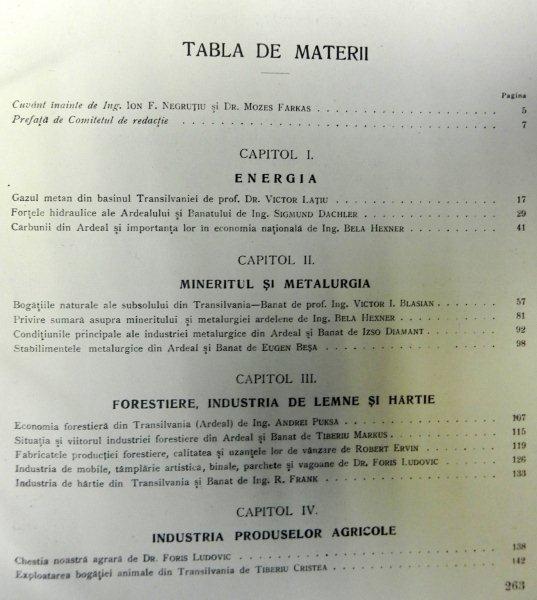 TABLA DE MATERII
Pagina
Cuvânt înainte de Ing. ION F. NEGRUȚIU și DR. MOZES FARKAS . . . . . . . . . . . . 5
Prefață de Comitetul de redacție . . . . . . . . . . . . . . . . . . . . 7
CAPITOL I.
ENERGIA
Gazul metan din basinul Transilvaniei de prof. DR. VICTOR LAȚIU . . . . . . . . . . . 17
Forțele hidraulice ale Ardealului și Banatului de Ing. SIGMUND DACHLER . . . . . . . . 29
Carbunii din Ardeal și importanța lor in economia națională de Ing. BELA HEXNER . . . . . 41
CAPITOL II.
MINERITUL ȘI METALURGIA
Bogățiile naturale ale subsolului din Transilvania—Banat de prof. Ing. VICTOR I. BLASIAN . . . . 57
Privire sumară asupra mineritului și metalurgiei ardelene de Ing. BELA HEXNER . . . . . . 81
Condițiunile principale ale industriei metalurgice din Ardeal și Banat de IZSO DIAMANT . . . . . 92
Stabilimentele metalurgice din Ardeal și Banat de EUGEN BEȘA . . . . . . . . . . . 98
CAPITOL III.
FORESTIERE, INDUSTRIA DE LEMNE ȘI HÂRTIE
Economia forestieră din Transilvania (Ardeal) de Ing. ANDREI PUKSA . . . . . . . . . 107
Situația și viitorul industriei forestiere din Ardeal și Banat de TIBERIU MARKUS . . . . . . 115
Fabricatele producției forestiere, calitatea și uzanțele lor de vânzare de ROBERT ERVIN . . . . 119
Industria de mobile, tâmplărie artistica, binale, parchete și vagoane de DR. FORIS LUDOVIC . . . 126
Industria de hârtie din Transilvania și Banat de Ing. R. FRANK . . . . . . . . . . . 133
CAPITOL IV.
INDUSTRIA PRODUSELOR AGRICOLE
Chestia noastră agrară de DR. FORIS LUDOVIC . . . . . . . . . . . . . . . . 138
Exploatarea bogăției animale din Transilvania de TIBERIU CRISTEA . . . . . . . . . . 142
263